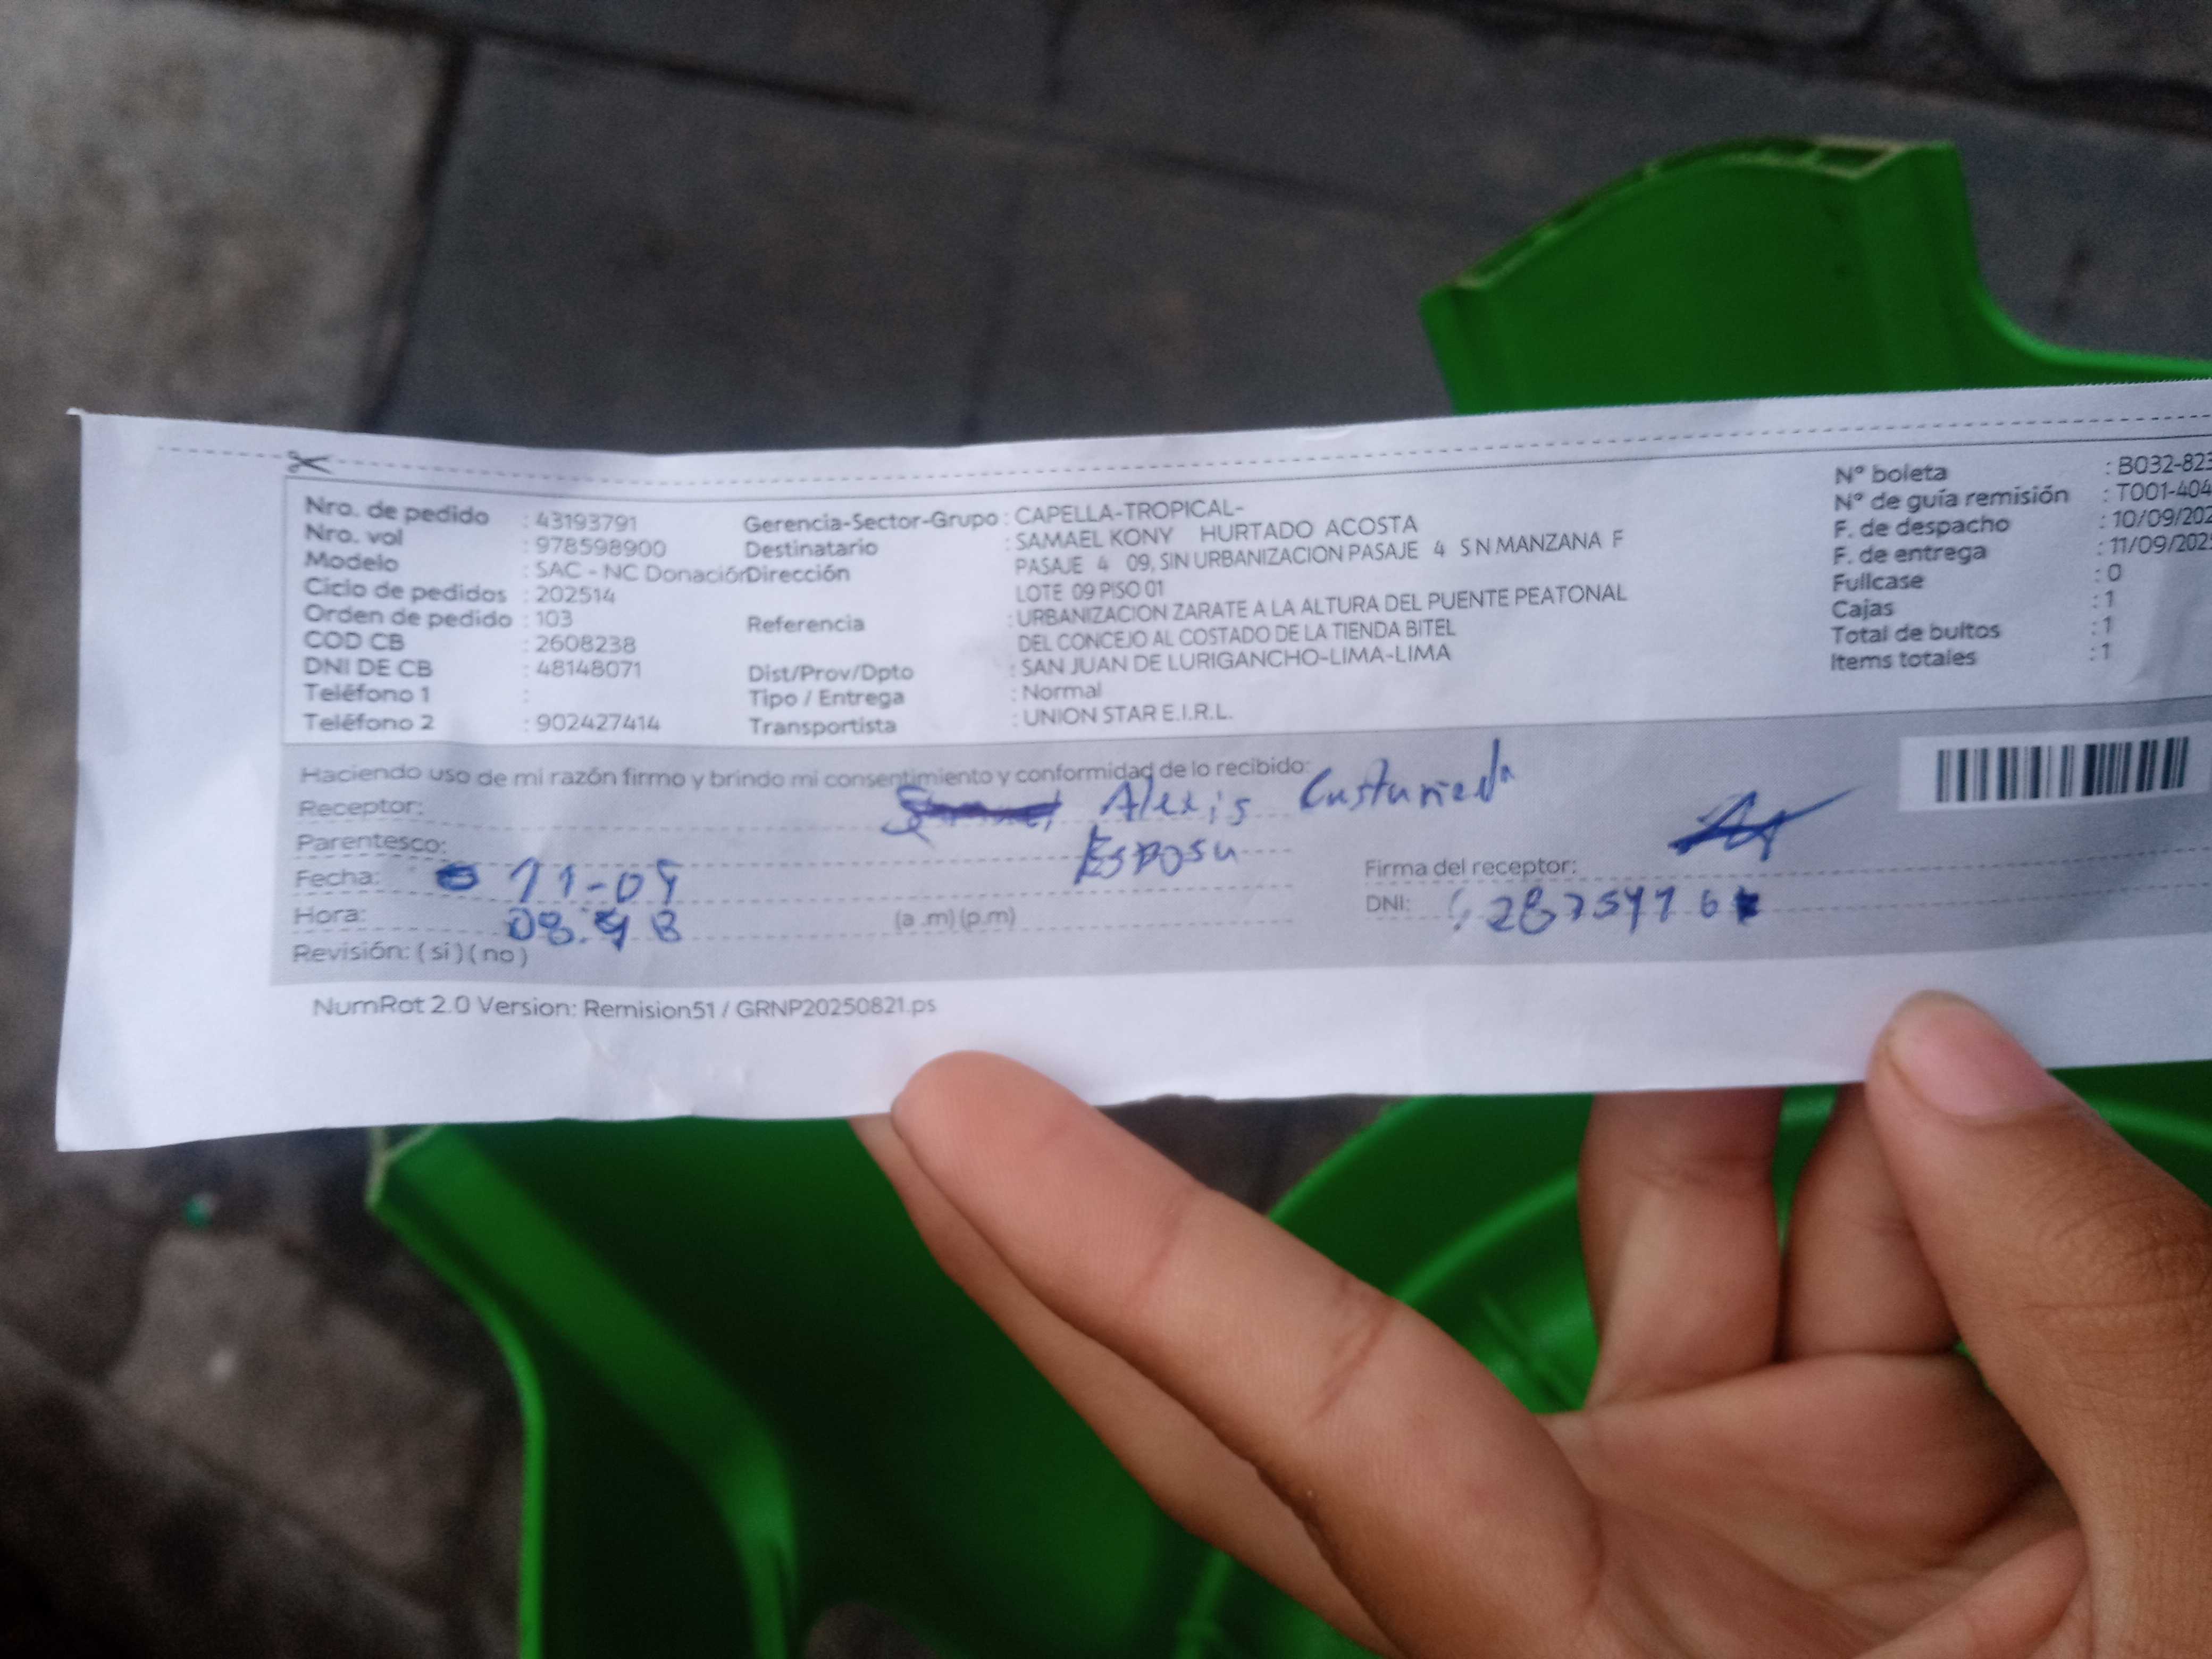 Nro. de pedido : 43193791
Nro. vol : 978598900
Modelo : SAC - NC Donación
Ciclo de pedidos : 202514
Orden de pedido : 103
COD CB : 2608238
DNI DE CB : 48148071
Teléfono 1 :
Teléfono 2 : 902427414
Gerencia-Sector-Grupo : CAPELLA-TROPICAL-
Destinatario : SAMAEL KONY HURTADO ACOSTA
Dirección PASAJE 4 09, SIN URBANIZACION PASAJE 4 S N MANZANA F
LOTE 09 PISO 01
Referencia : URBANIZACION ZARATE A LA ALTURA DEL PUENTE PEATONAL
DEL CONCEJO AL COSTADO DE LA TIENDA BITEL
Dist/Prov/Dpto : SAN JUAN DE LURIGANCHO-LIMA-LIMA
Tipo / Entrega : Normal
Transportista : UNION STAR E.I.R.L.
Nº boleta : B032-823
Nº de guía remisión : T001-404
F. de despacho : 10/09/202
F. de entrega : 11/09/202
Fullcase : 0
Cajas : 1
Total de bultos : 1
Items totales : 1
Haciendo uso de mi razón firmo y brindo mi consentimiento y conformidad de lo recibido:
Receptor: Alexis
Parentesco: Esposo
Fecha: 11-09
Hora: (a .m) (p.m)
Revisión: ( si ) ( no )
Firma del receptor:
DNI:
NumRot 2.0 Version: Remision51 / GRNP20250821.ps